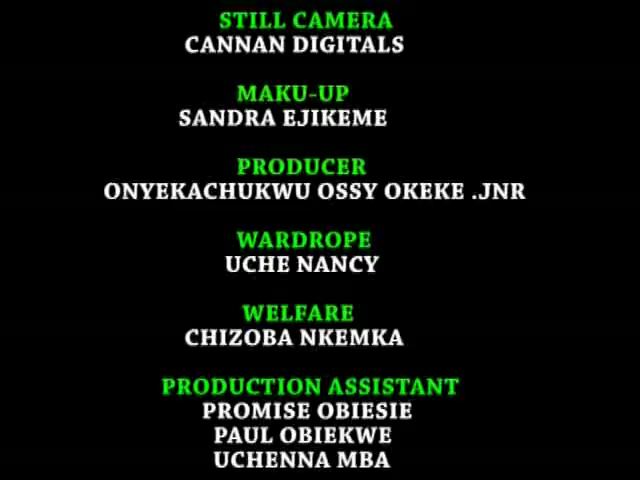 STILL CAMERA
CANNAN DIGITALS
MAKU-UP
SANDRA EJIKEME
PRODUCER
ONYEKACHUKWU OSSY OKEKE .JNR
WARDROPE
UCHE NANCY
WELFARE
CHIZOBA NKEMKA
PRODUCTION ASSISTANT
PROMISE OBIESIE
PAUL OBIEKWE
UCHENNA MBA